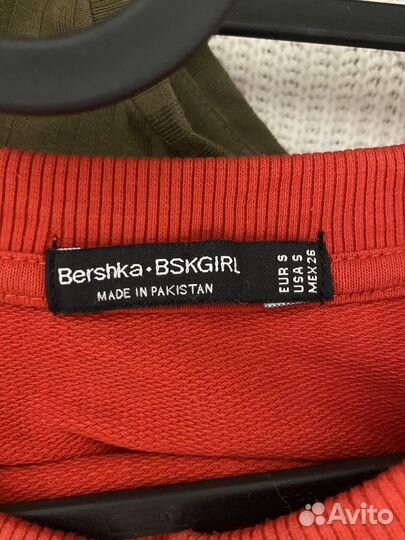 Bershka • BSKGIRL
MADE IN PAKISTAN
EUR S
USA S
MEX 26
Avito